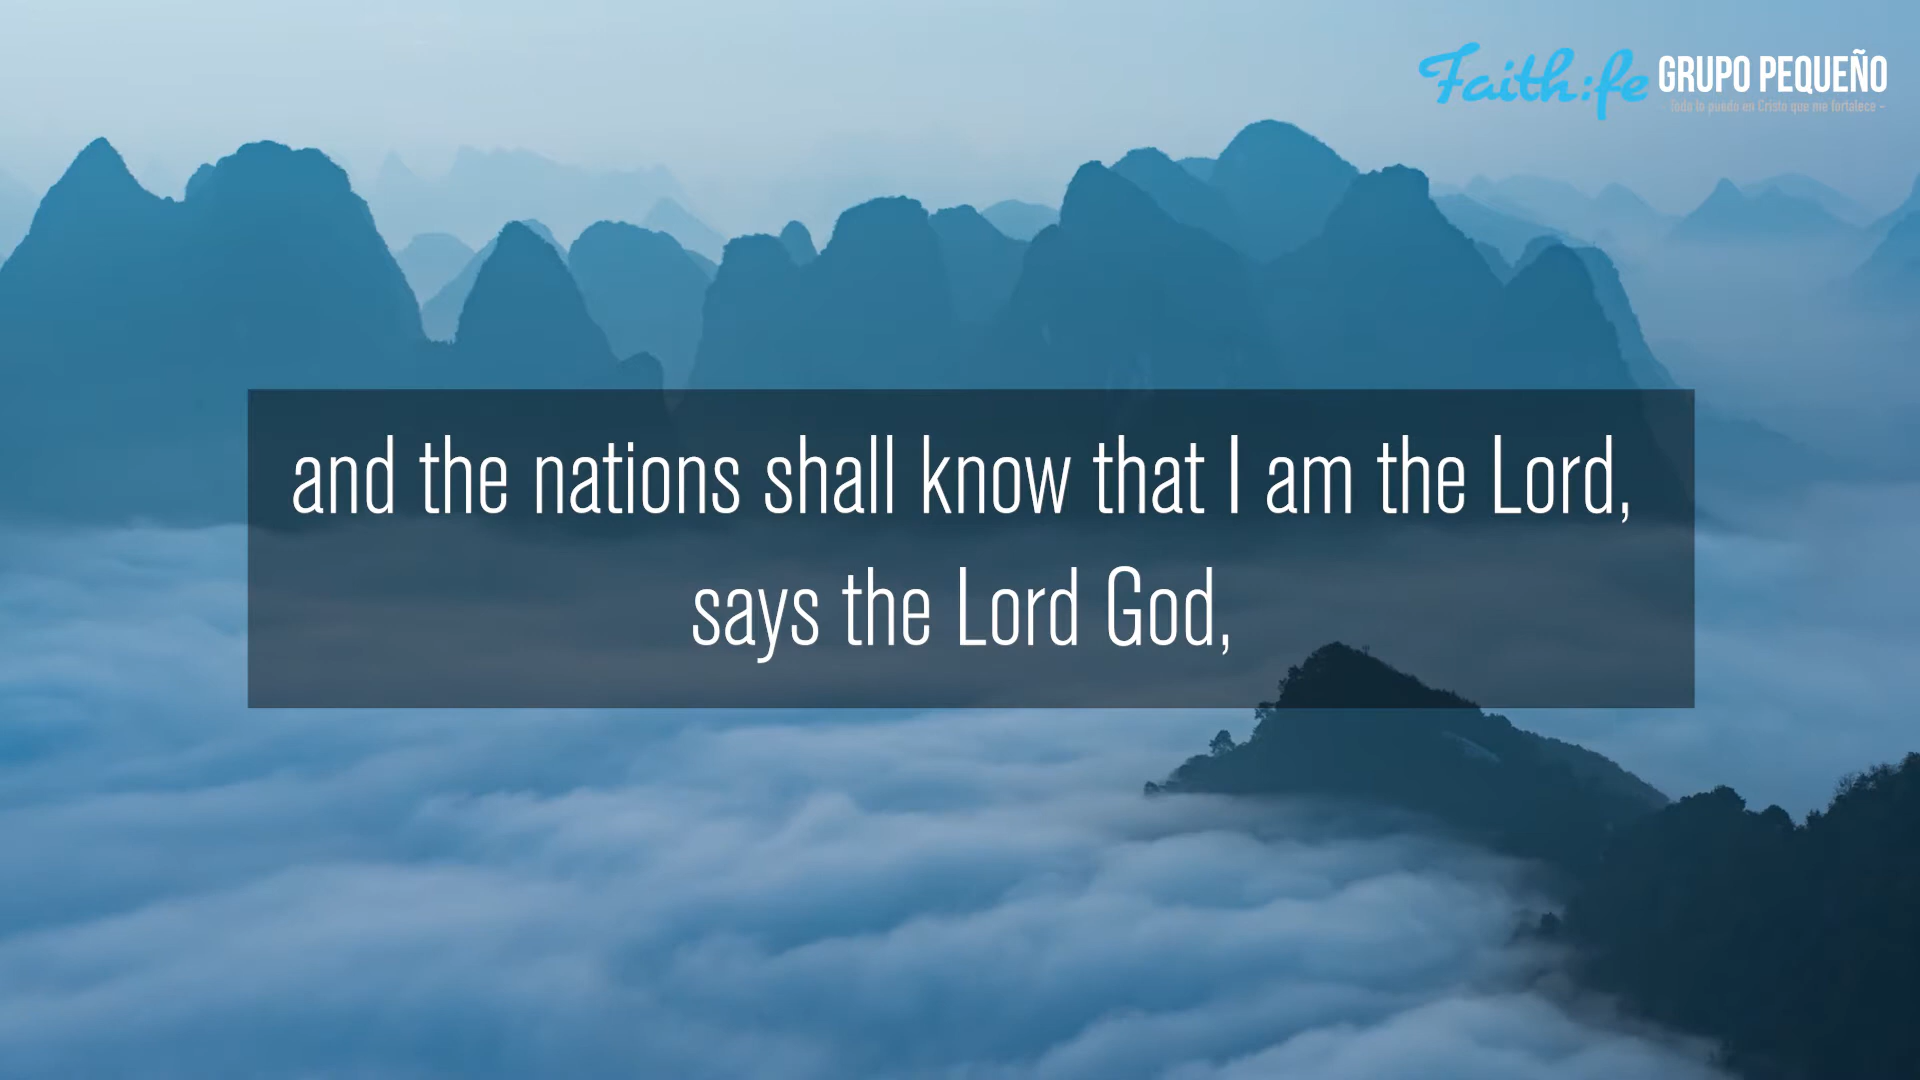 Faith:fe GRUPO PEQUEÑO
- Todo lo puedo en Cristo que me fortalece -
and the nations shall know that I am the Lord,
says the Lord God,